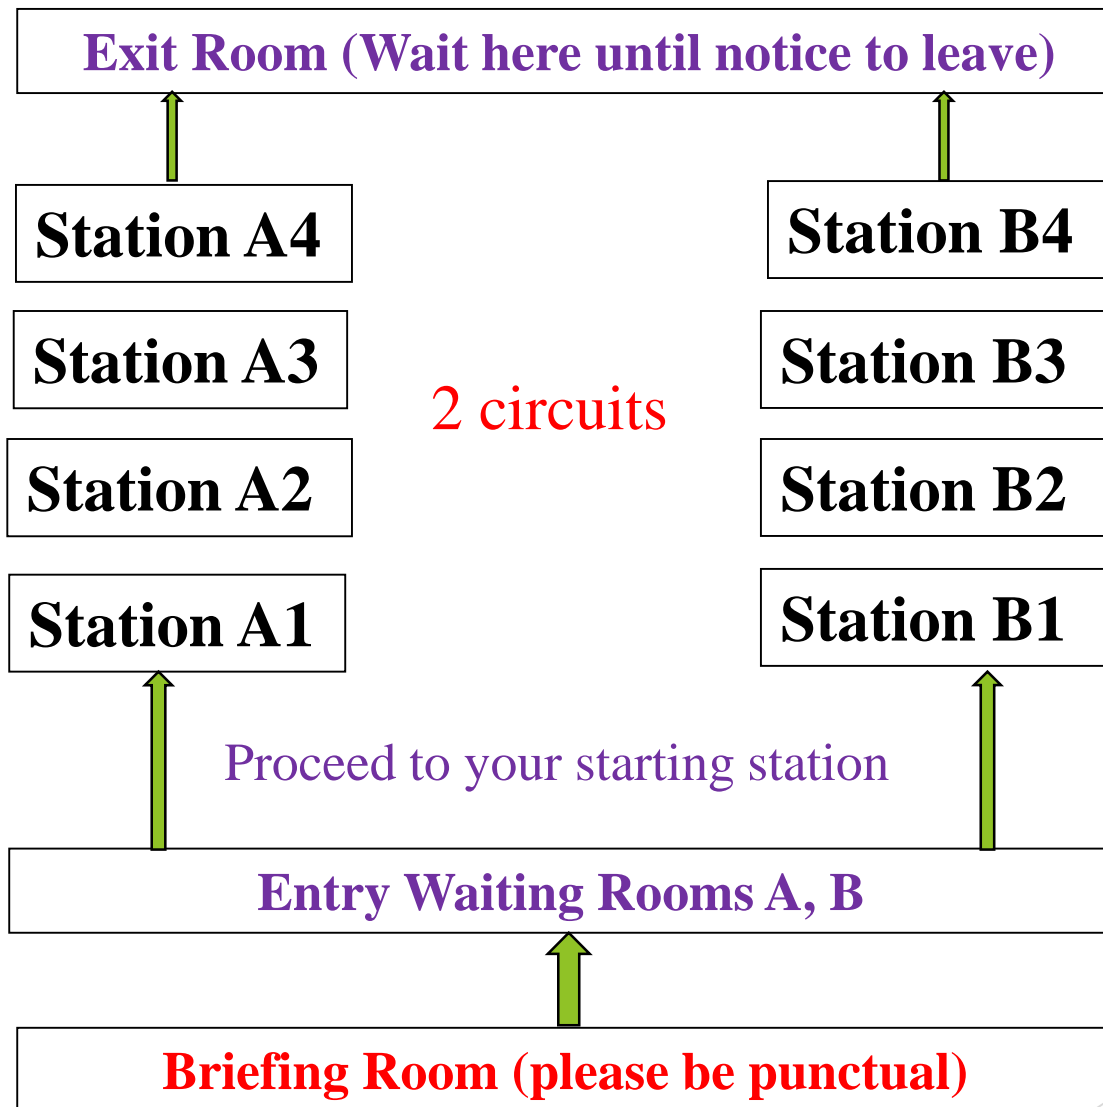 Exit Room (Wait here until notice to leave)
Station A4
Station B4
Station A3
Station B3
2 circuits
Station A2
Station B2
Station A1
Station B1
Proceed to your starting station
Entry Waiting Rooms A, B
Briefing Room (please be punctual)